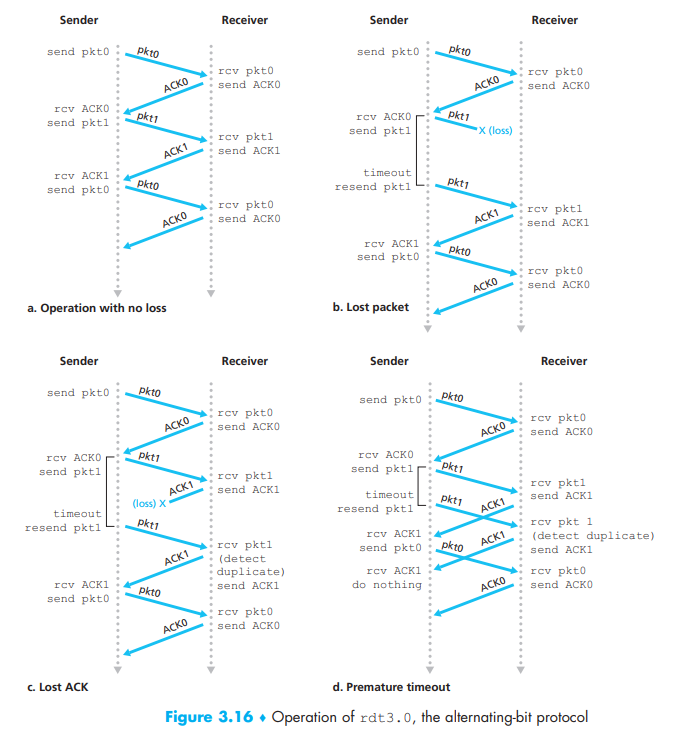 Sender
Receiver
send pkt0
pkt0
rcv pkt0
send ACK0
ACK0
rcv ACK0
send pkt1
pkt1
rcv pkt1
send ACK1
ACK1
rcv ACK1
send pkt0
pkt0
rcv pkt0
send ACK0
ACK0
a. Operation with no loss
Sender
Receiver
send pkt0
pkt0
rcv pkt0
send ACK0
ACK0
rcv ACK0
send pkt1
pkt1
X (loss)
timeout
resend pkt1
pkt1
rcv pkt1
send ACK1
ACK1
rcv ACK1
send pkt0
pkt0
rcv pkt0
send ACK0
ACK0
b. Lost packet
Sender
Receiver
send pkt0
pkt0
rcv pkt0
send ACK0
ACK0
rcv ACK0
send pkt1
pkt1
rcv pkt1
send ACK1
ACK1
(loss) X
timeout
resend pkt1
pkt1
rcv pkt1
(detect
duplicate)
send ACK1
ACK1
rcv ACK1
send pkt0
pkt0
rcv pkt0
send ACK0
ACK0
c. Lost ACK
Sender
Receiver
send pkt0
pkt0
rcv pkt0
send ACK0
ACK0
rcv ACK0
send pkt1
pkt1
rcv pkt1
send ACK1
ACK1
timeout
resend pkt1
pkt1
rcv pkt 1
(detect duplicate)
send ACK1
ACK1
rcv ACK1
send pkt0
pkt0
rcv ACK1
do nothing
rcv pkt0
send ACK0
ACK0
d. Premature timeout
Figure 3.16 ♦ Operation of rdt3.0, the alternating-bit protocol